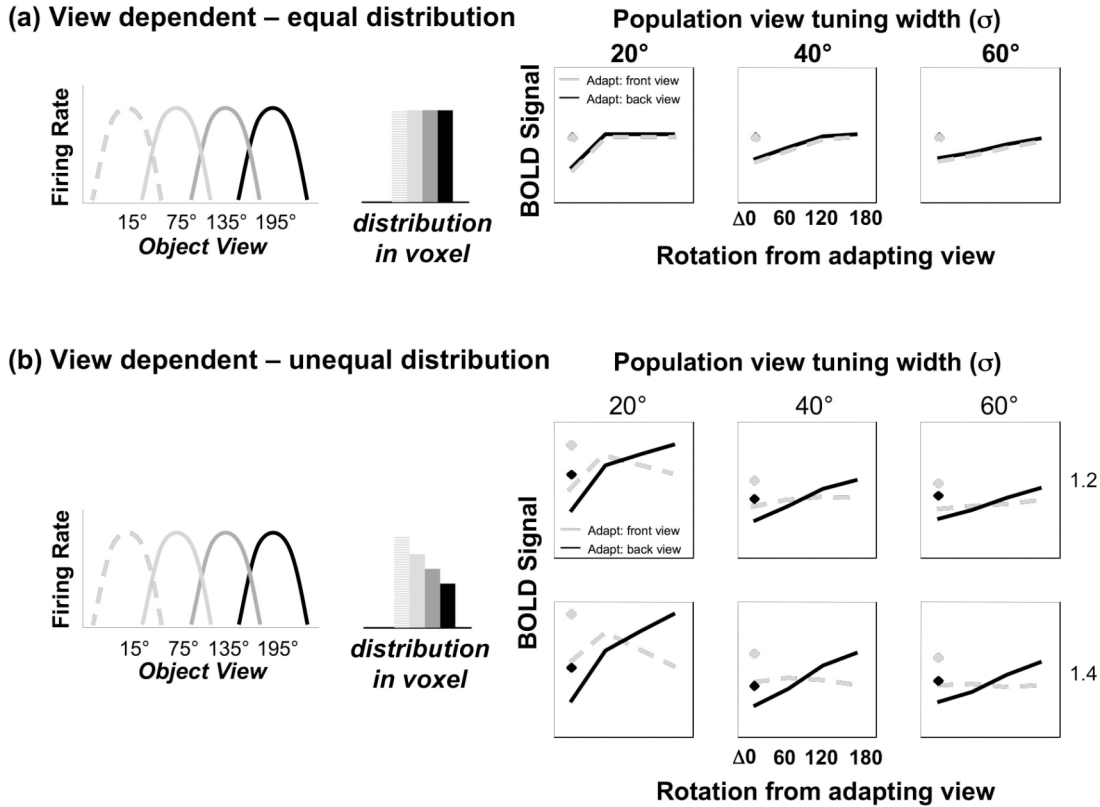 (a) View dependent – equal distribution
Population view tuning width (σ)
20° 40° 60°
Firing Rate
15° 75° 135° 195°
Object View
distribution
in voxel
BOLD Signal
Adapt: front view
Adapt: back view
Δ0 60 120 180
Rotation from adapting view
(b) View dependent – unequal distribution
Population view tuning width (σ)
20° 40° 60°
Firing Rate
15° 75° 135° 195°
Object View
distribution
in voxel
BOLD Signal
Adapt: front view
Adapt: back view
1.2
1.4
Δ0 60 120 180
Rotation from adapting view